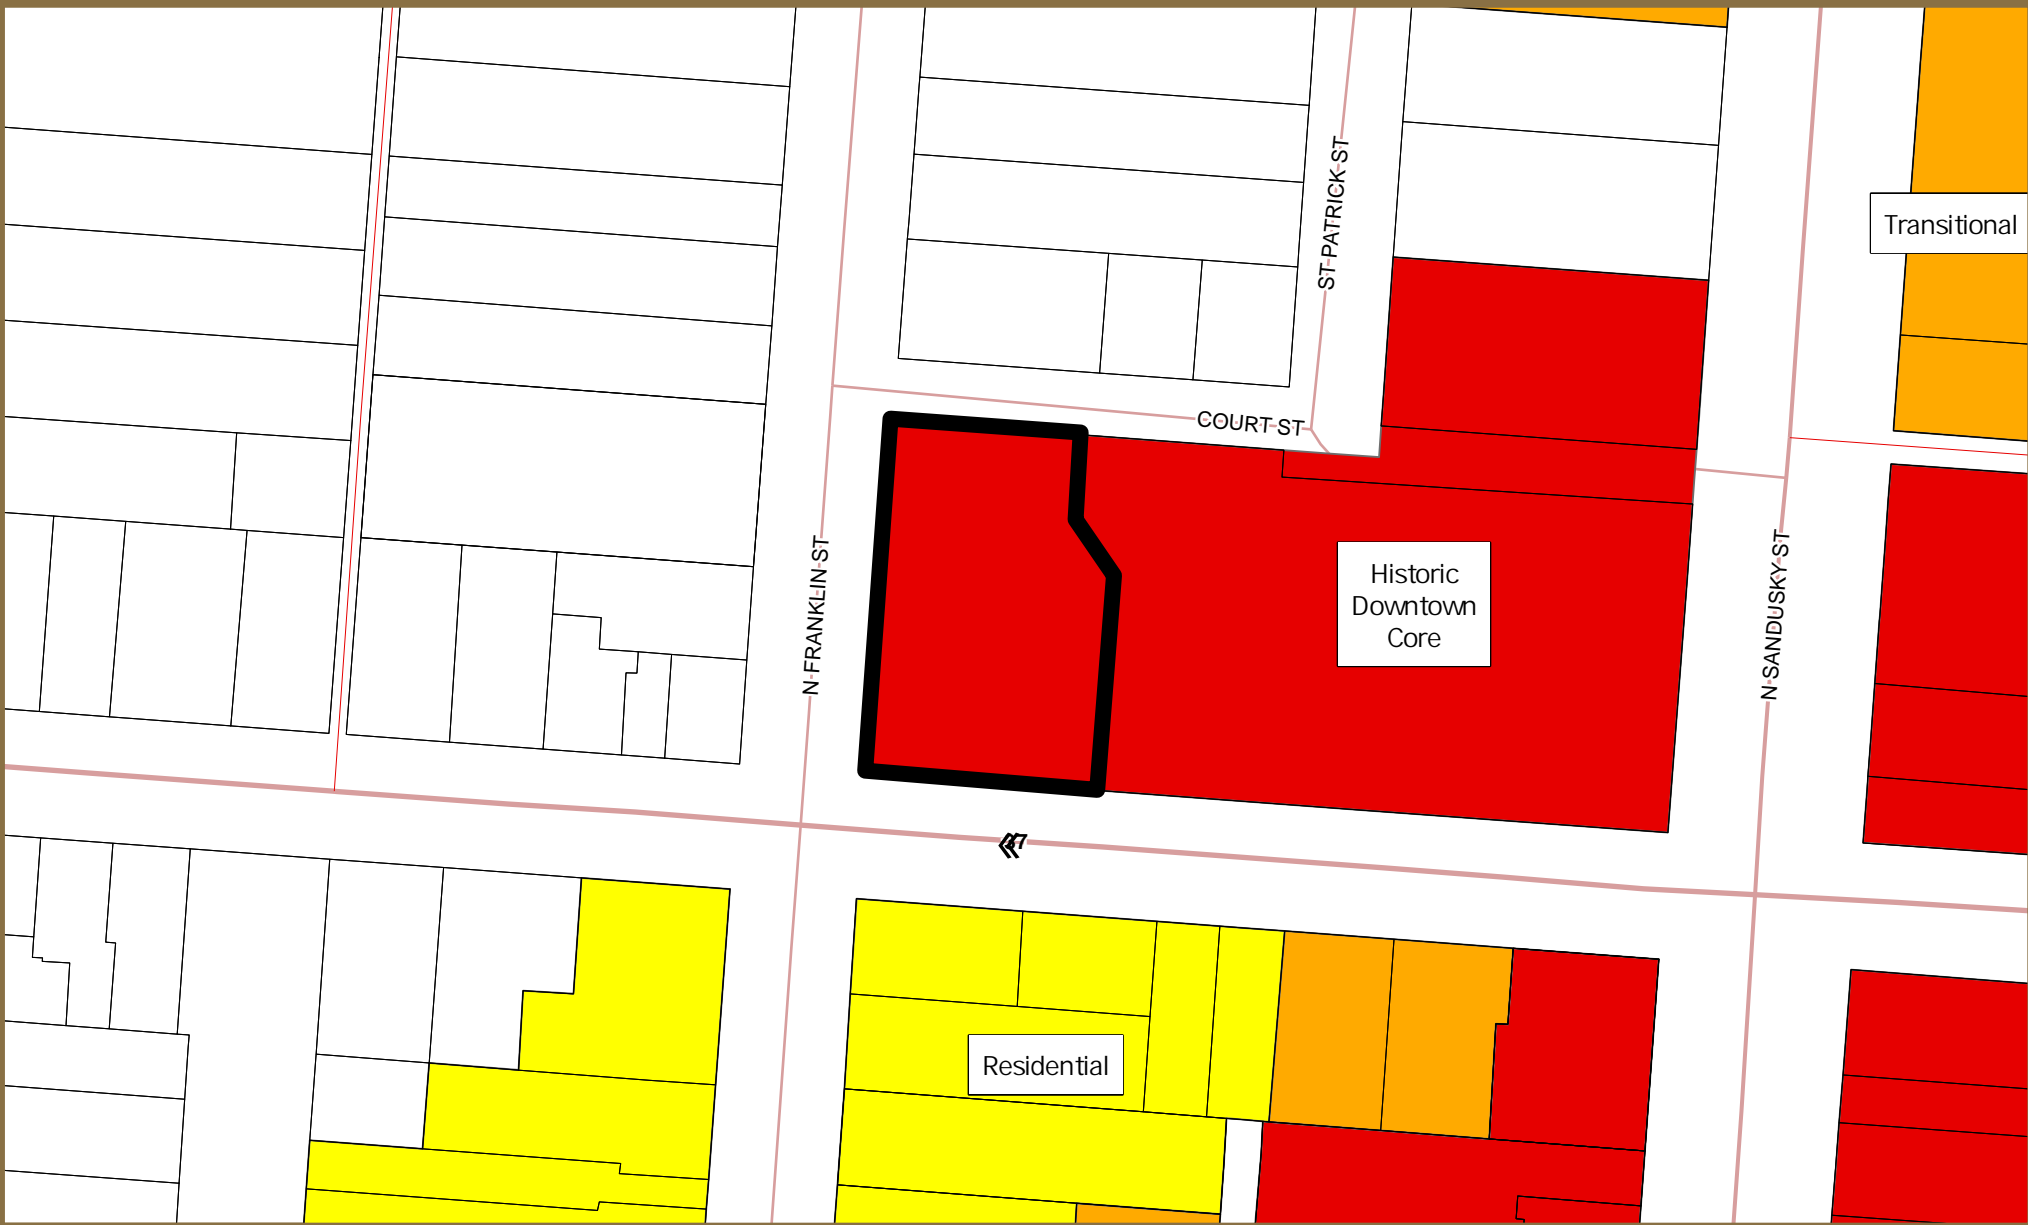 ST PATRICK ST
Transitional
COURT ST
N FRANKLIN ST
Historic
Downtown
Core
N SANDUSKY ST
Residential